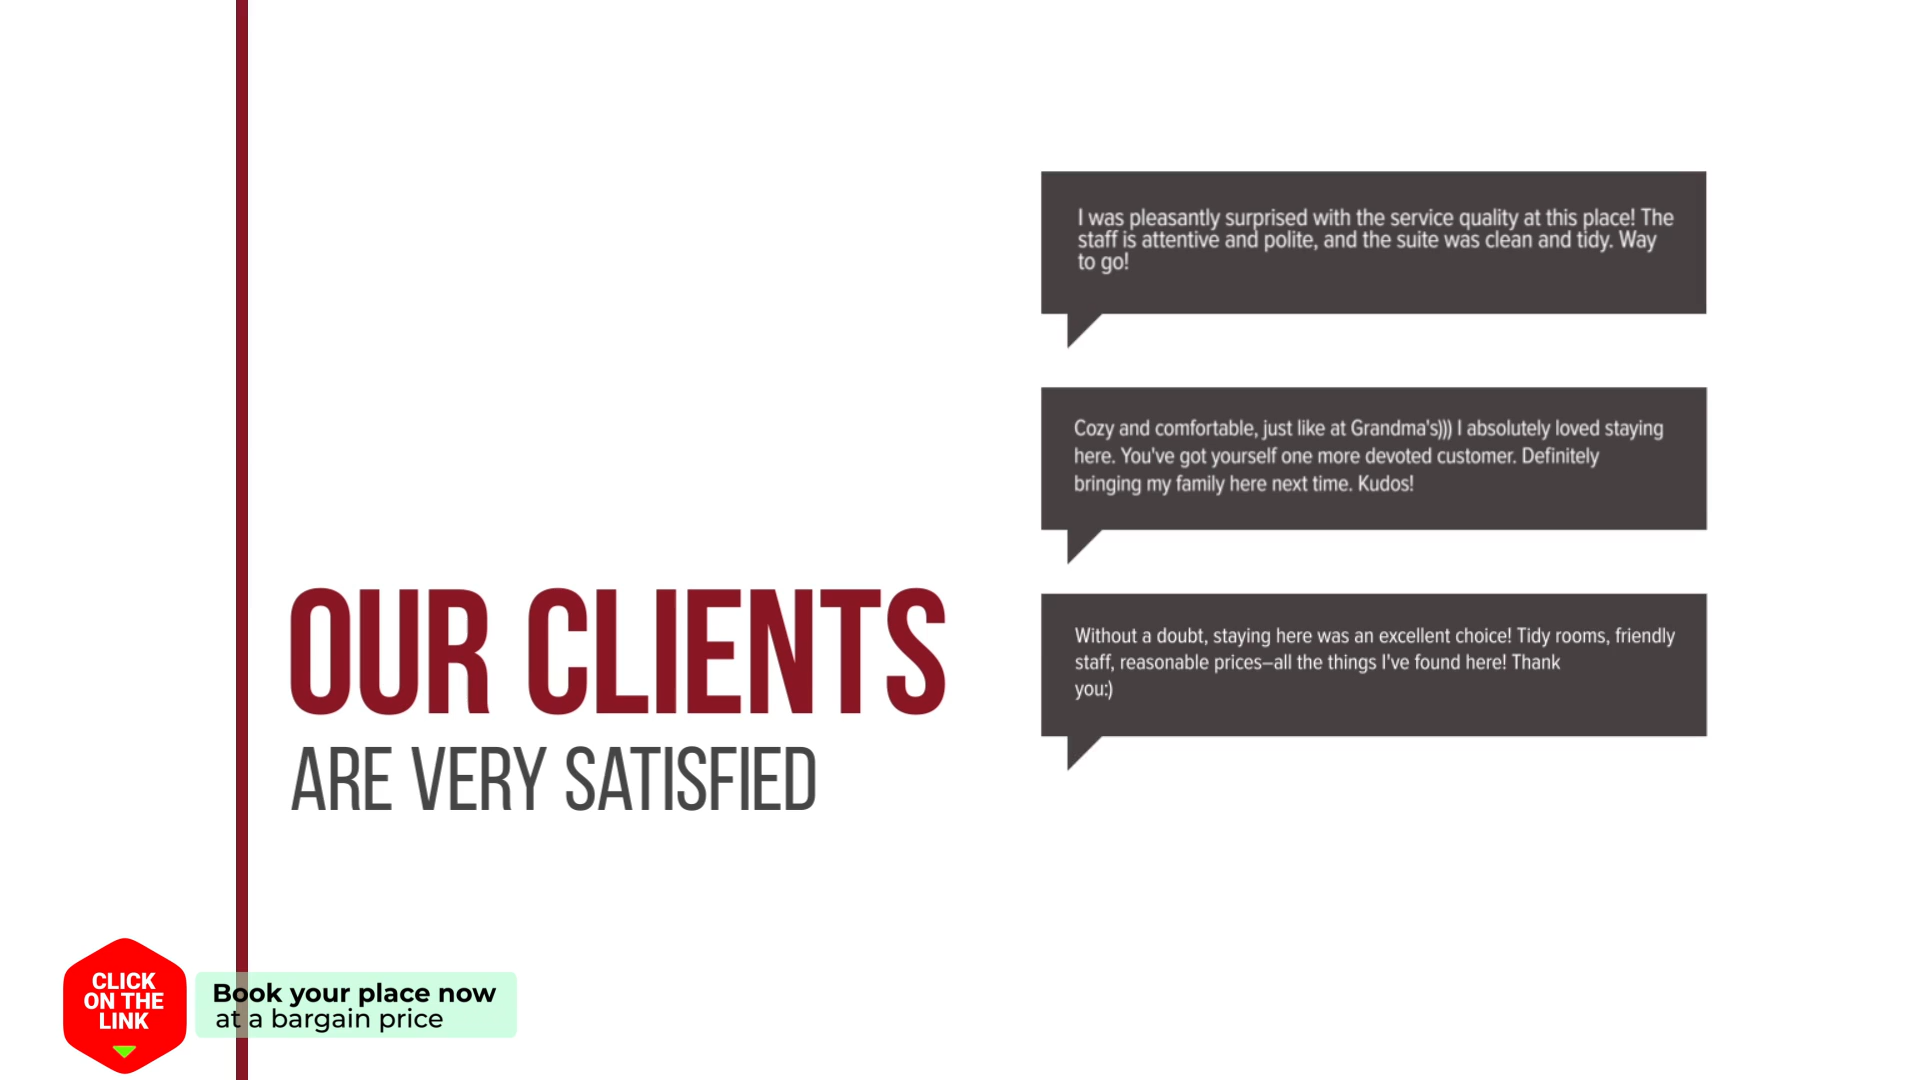 I was pleasantly surprised with the service quality at this place! The
staff is attentive and polite, and the suite was clean and tidy. Way
to go!
Cozy and comfortable, just like at Grandma's))) I absolutely loved staying
here. You've got yourself one more devoted customer. Definitely
bringing my family here next time. Kudos!
Without a doubt, staying here was an excellent choice! Tidy rooms, friendly
staff, reasonable prices–all the things I've found here! Thank
you:)
OUR CLIENTS
ARE VERY SATISFIED
CLICK
ON THE
LINK
Book your place now
at a bargain price